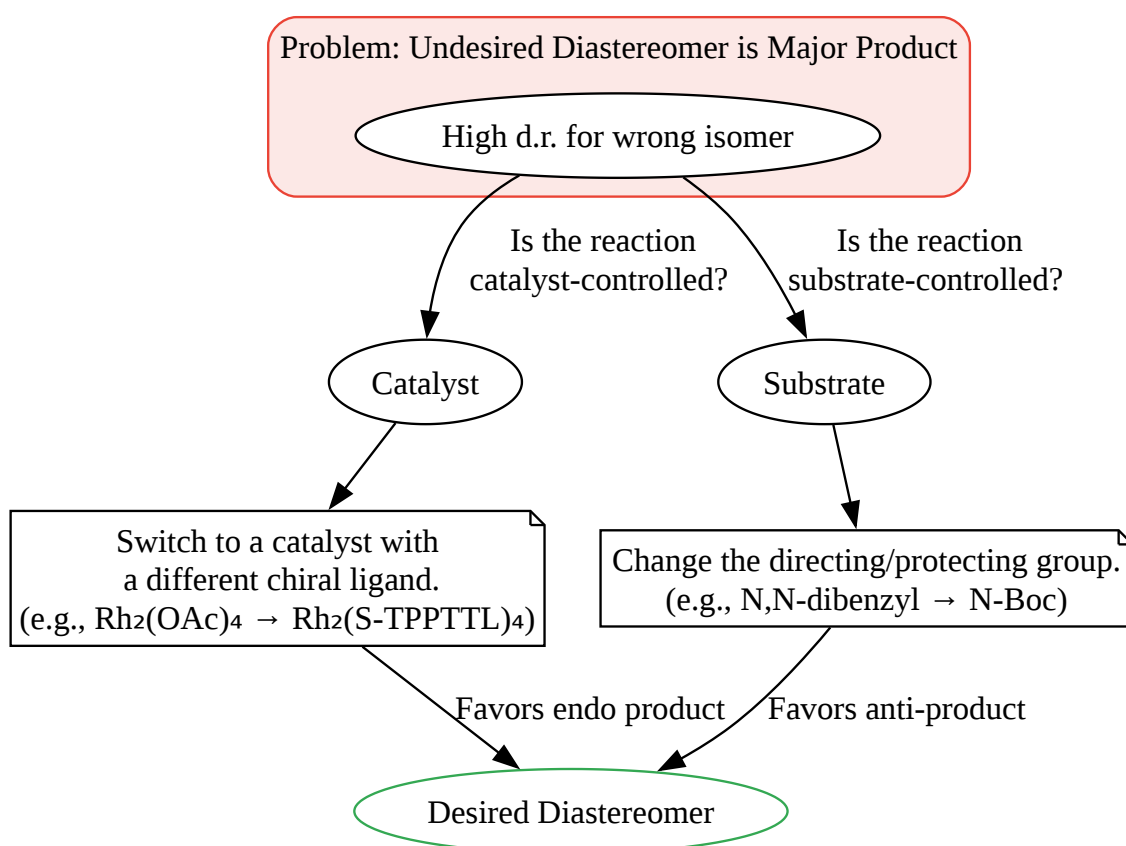 Problem: Undesired Diastereomer is Major Product
High d.r. for wrong isomer
Is the reaction
catalyst-controlled?
Is the reaction
substrate-controlled?
Catalyst
Substrate
Switch to a catalyst with
a different chiral ligand.
(e.g., Rh₂(OAc)₄ → Rh₂(S-TPPTTL)₄)
Change the directing/protecting group.
(e.g., N,N-dibenzyl → N-Boc)
Favors endo product
Favors anti-product
Desired Diastereomer